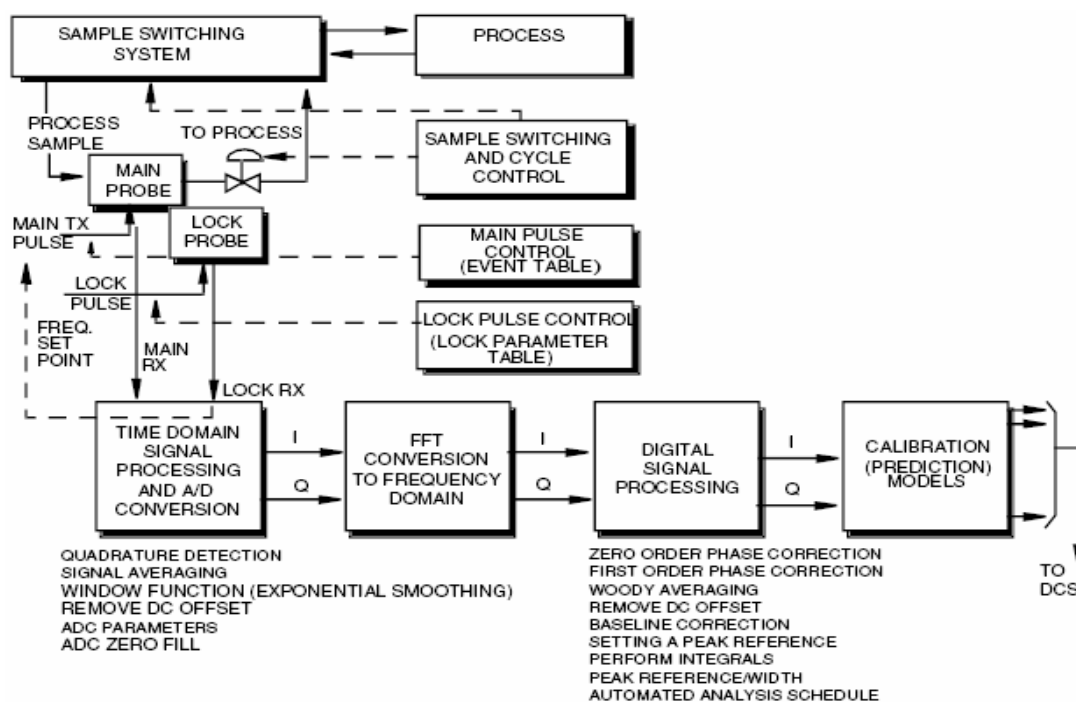 SAMPLE SWITCHING
SYSTEM
PROCESS
PROCESS
SAMPLE
TO PROCESS
SAMPLE SWITCHING
AND CYCLE
CONTROL
MAIN
PROBE
LOCK
PROBE
MAIN TX
PULSE
MAIN PULSE
CONTROL
(EVENT TABLE)
LOCK
PULSE
LOCK PULSE CONTROL
(LOCK PARAMETER
TABLE)
FREQ.
SET
POINT
MAIN
RX
LOCK RX
TIME DOMAIN
SIGNAL
PROCESSING
AND A/D
CONVERSION
I
Q
FFT
CONVERSION
TO FREQUENCY
DOMAIN
I
Q
DIGITAL
SIGNAL
PROCESSING
I
Q
CALIBRATION
(PREDICTION)
MODELS
TO
DCS
QUADRATURE DETECTION
SIGNAL AVERAGING
WINDOW FUNCTION (EXPONENTIAL SMOOTHING)
REMOVE DC OFFSET
ADC PARAMETERS
ADC ZERO FILL
ZERO ORDER PHASE CORRECTION
FIRST ORDER PHASE CORRECTION
WOODY AVERAGING
REMOVE DC OFFSET
BASELINE CORRECTION
SETTING A PEAK REFERENCE
PERFORM INTEGRALS
PEAK REFERENCE/WIDTH
AUTOMATED ANALYSIS SCHEDULE